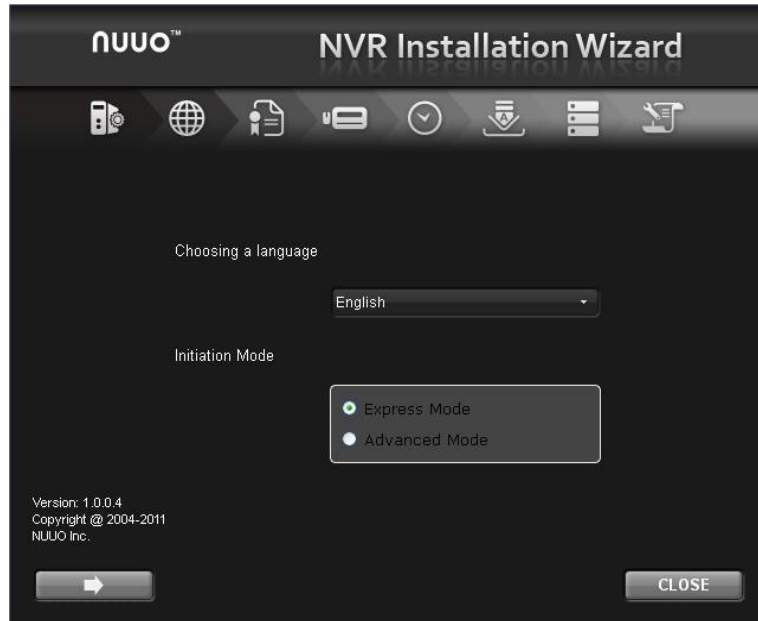 nuuo™
NVR Installation Wizard
Choosing a language
English
Initiation Mode
Express Mode
Advanced Mode
Version: 1.0.0.4
Copyright @ 2004-2011
NUUO Inc.
CLOSE